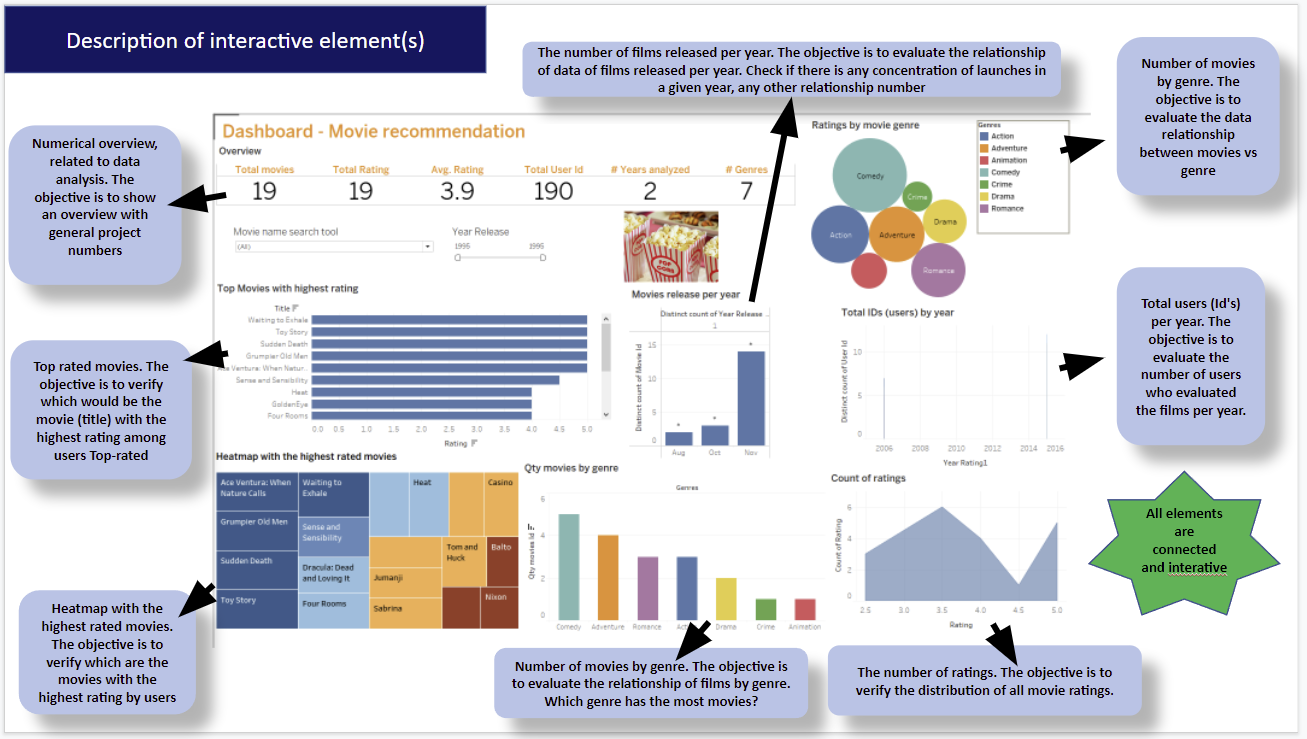 Description of interactive element(s)
The number of films released per year. The objective is to evaluate the relationship
of data of films released per year. Check if there is any concentration of launches in
a given year, any other relationship number
Number of movies
by genre. The
objective is to
evaluate the data
relationship
between movies vs
genre
Numerical overview,
related to data
analysis. The
objective is to show
an overview with
general project
numbers
Dashboard - Movie recommendation
Overview
Total movies
19
Total Rating
19
Avg. Rating
3.9
Total User Id
190
# Years analyzed
2
# Genres
7
Movie name search tool
(All)
Year Release
1995 1996
POP CORN
Ratings by movie genre
Comedy
Crime
Drama
Action
Adventure
Romance
Genres
Action
Adventure
Animation
Comedy
Crime
Drama
Romance
Top rated movies. The
objective is to verify
which would be the
movie (title) with the
highest rating among
users Top-rated
Top Movies with highest rating
Title
Waiting to Exhale
Toy Story
Sudden Death
Grumpier Old Men
Ace Ventura: When Natur..
Sense and Sensibility
Heat
GoldenEye
Four Rooms
0.0 0.5 1.0 1.5 2.0 2.5 3.0 3.5 4.0 4.5 5.0
Rating
Movies release per year
Distinct count of Year Release ..
1
Distinct count of Movie Id
15
10
5
0
* * *
Aug Oct Nov
Total IDs (users) by year
Distinct count of User Id
10
5
0
2006 2008 2010 2012 2014 2016
Year Rating1
Total users (Id's)
per year. The
objective is to
evaluate the
number of users
who evaluated
the films per year.
Heatmap with the highest rated movies
Ace Ventura: When
Nature Calls
Grumpier Old Men
Sudden Death
Toy Story
Waiting to
Exhale
Sense and
Sensibility
Dracula: Dead
and Loving It
Four Rooms
Heat
Casino
Jumanji
Sabrina
Tom and
Huck
Balto
Nixon
Qty movies by genre
Genres
Qty movies Id
6
4
2
0
Comedy Adventure Romance Drama Crime Animation
Count of ratings
Count of Rating
6
4
2
0
2.5 3.0 3.5 4.0 4.5 5.0
Rating
All elements
are
connected
and interative
Heatmap with the
highest rated movies.
The objective is to
verify which are the
movies with the
highest rating by users
Number of movies by genre. The objective is
to evaluate the relationship of films by genre.
Which genre has the most movies?
The number of ratings. The objective is to
verify the distribution of all movie ratings.